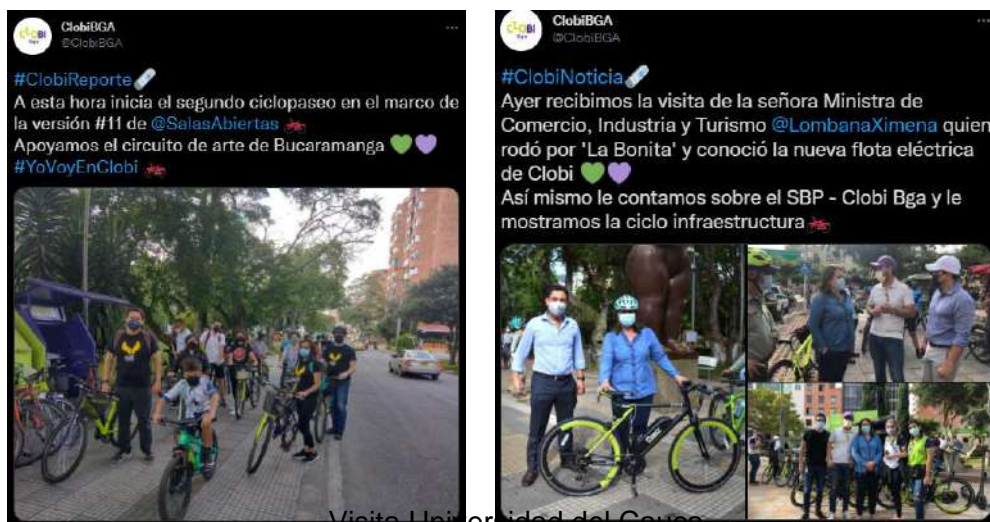 ClobiBGA
@ClobiBGA
#ClobiReporte
A esta hora inicia el segundo ciclopaseo en el marco de
la versión #11 de @SalasAbiertas
Apoyamos el circuito de arte de Bucaramanga 💚💜
#YoVoyEnClobi
ClobiBGA
@ClobiBGA
#ClobiNoticia
Ayer recibimos la visita de la señora Ministra de
Comercio, Industria y Turismo @LombanaXimena quien
rodó por 'La Bonita' y conoció la nueva flota eléctrica
de Clobi 💚💜
Así mismo le contamos sobre el SBP - Clobi Bga y le
mostramos la ciclo infraestructura